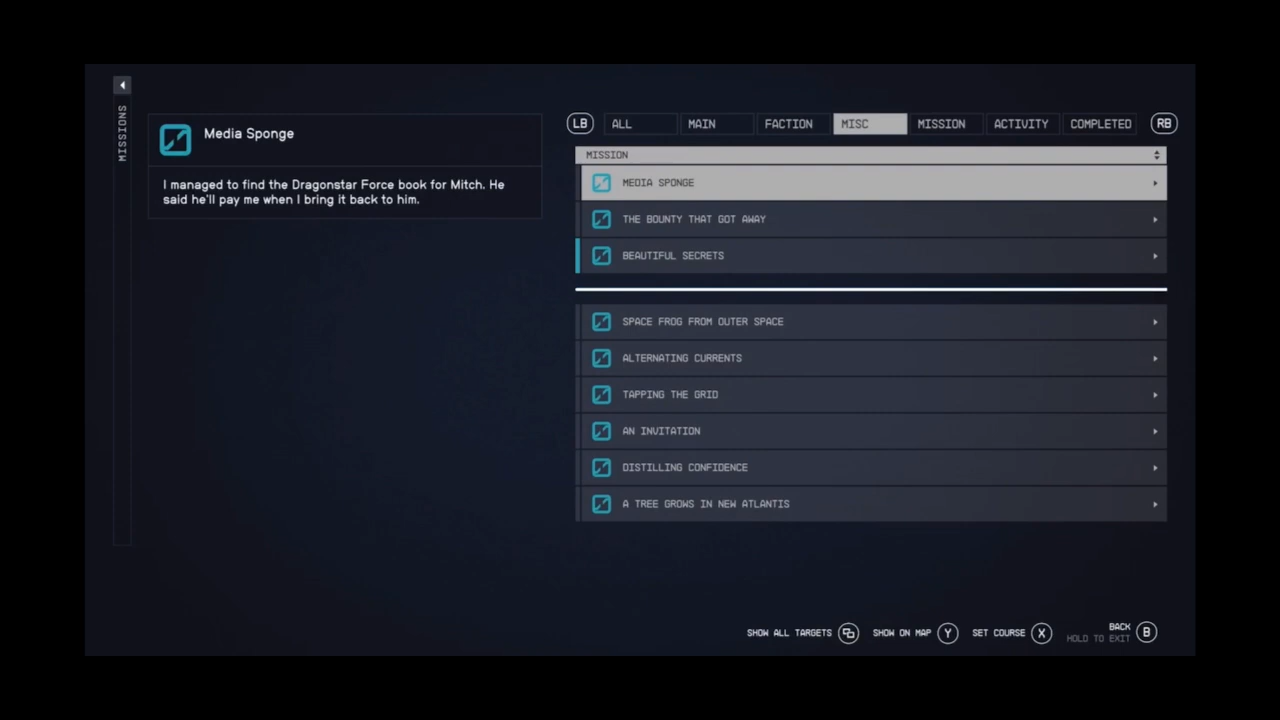 MISSIONS
Media Sponge
I managed to find the Dragonstar Force book for Mitch. He
said he'll pay me when I bring it back to him.
LB ALL MAIN FACTION MISC MISSION ACTIVITY COMPLETED RB
MISSION
MEDIA SPONGE
THE BOUNTY THAT GOT AWAY
BEAUTIFUL SECRETS
SPACE FROG FROM OUTER SPACE
ALTERNATING CURRENTS
TAPPING THE GRID
AN INVITATION
DISTILLING CONFIDENCE
A TREE GROWS IN NEW ATLANTIS
SHOW ALL TARGETS SHOW ON MAP Y SET COURSE X BACK B
HOLD TO EXIT